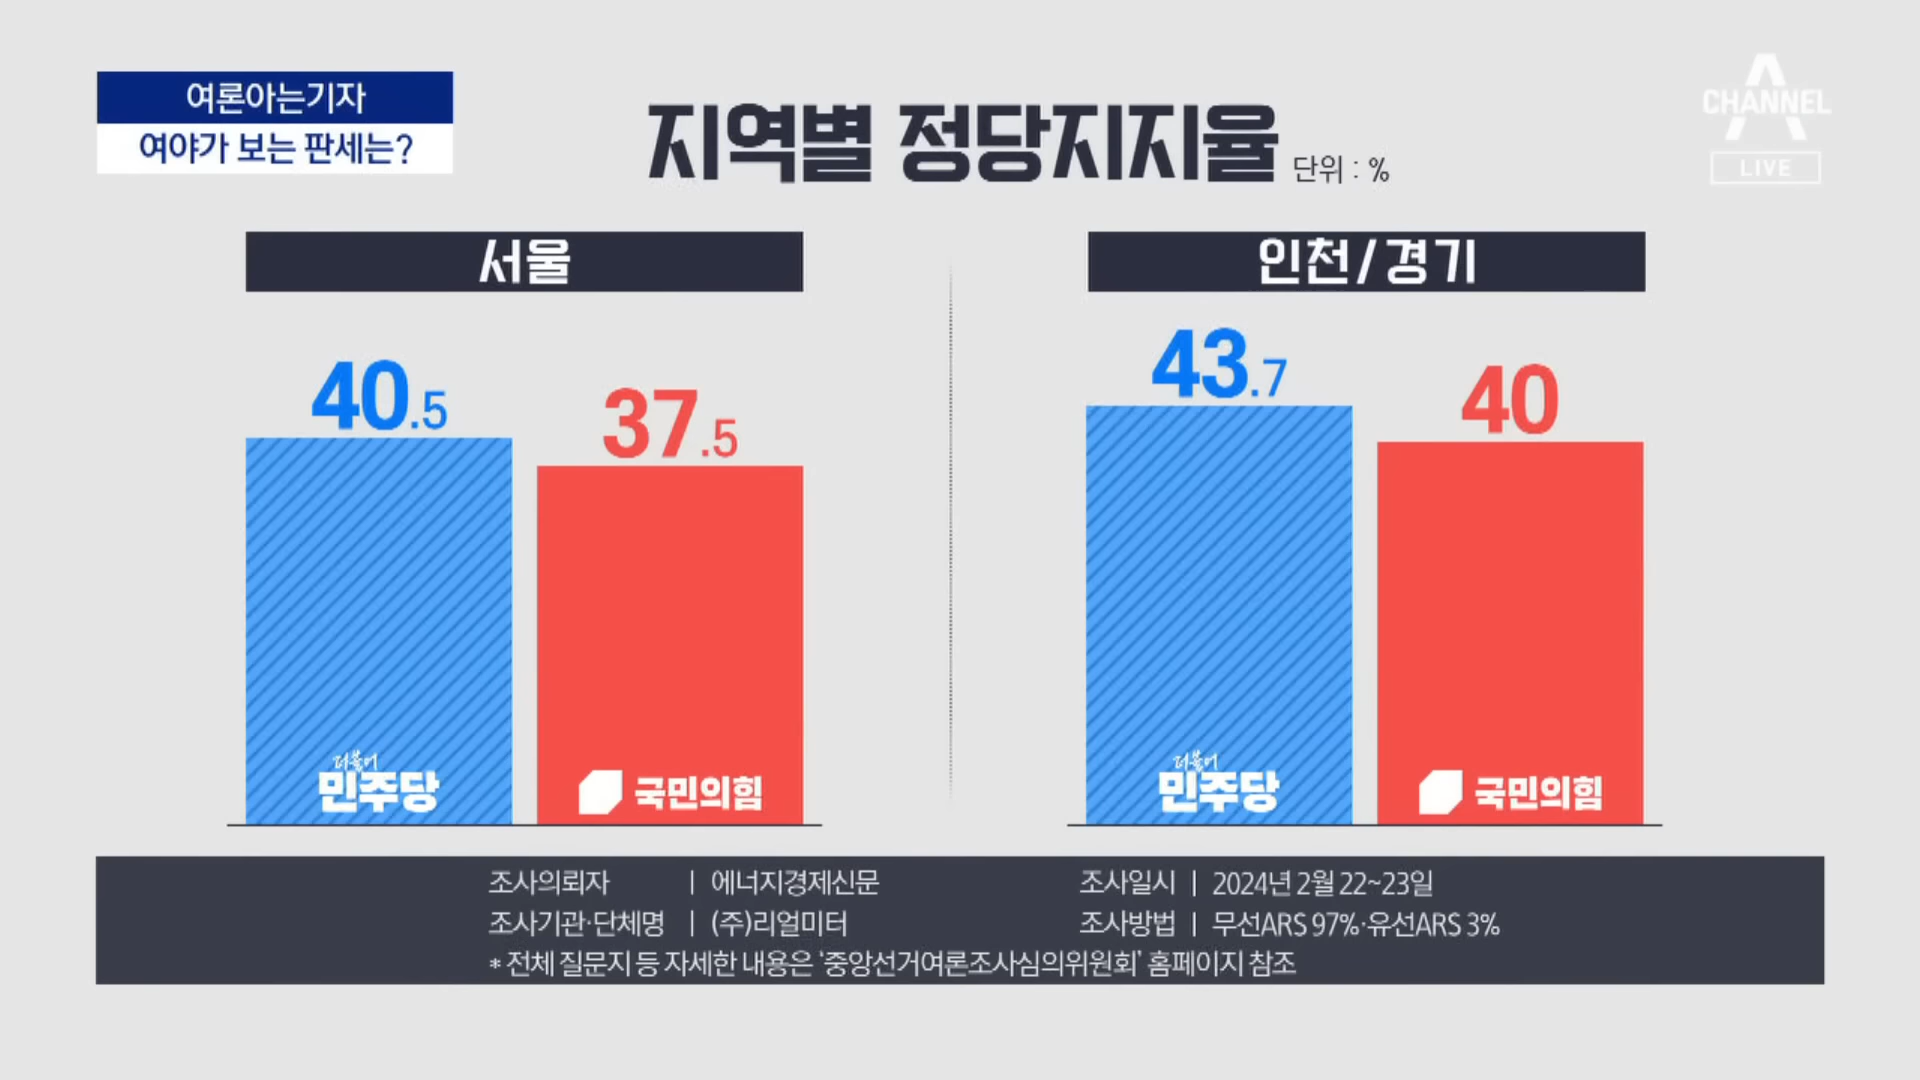 여론아는기자
여야가 보는 판세는?
지역별 정당지지율 단위 : %
CHANNEL A
LIVE
서울
40.5
37.5
더불어
민주당
국민의힘
인천/경기
43.7
40
더불어
민주당
국민의힘
조사의뢰자 | 에너지경제신문
조사일시 | 2024년 2월 22~23일
조사기관·단체명 | (주)리얼미터
조사방법 | 무선ARS 97%·유선ARS 3%
* 전체 질문지 등 자세한 내용은 '중앙선거여론조사심의위원회' 홈페이지 참조